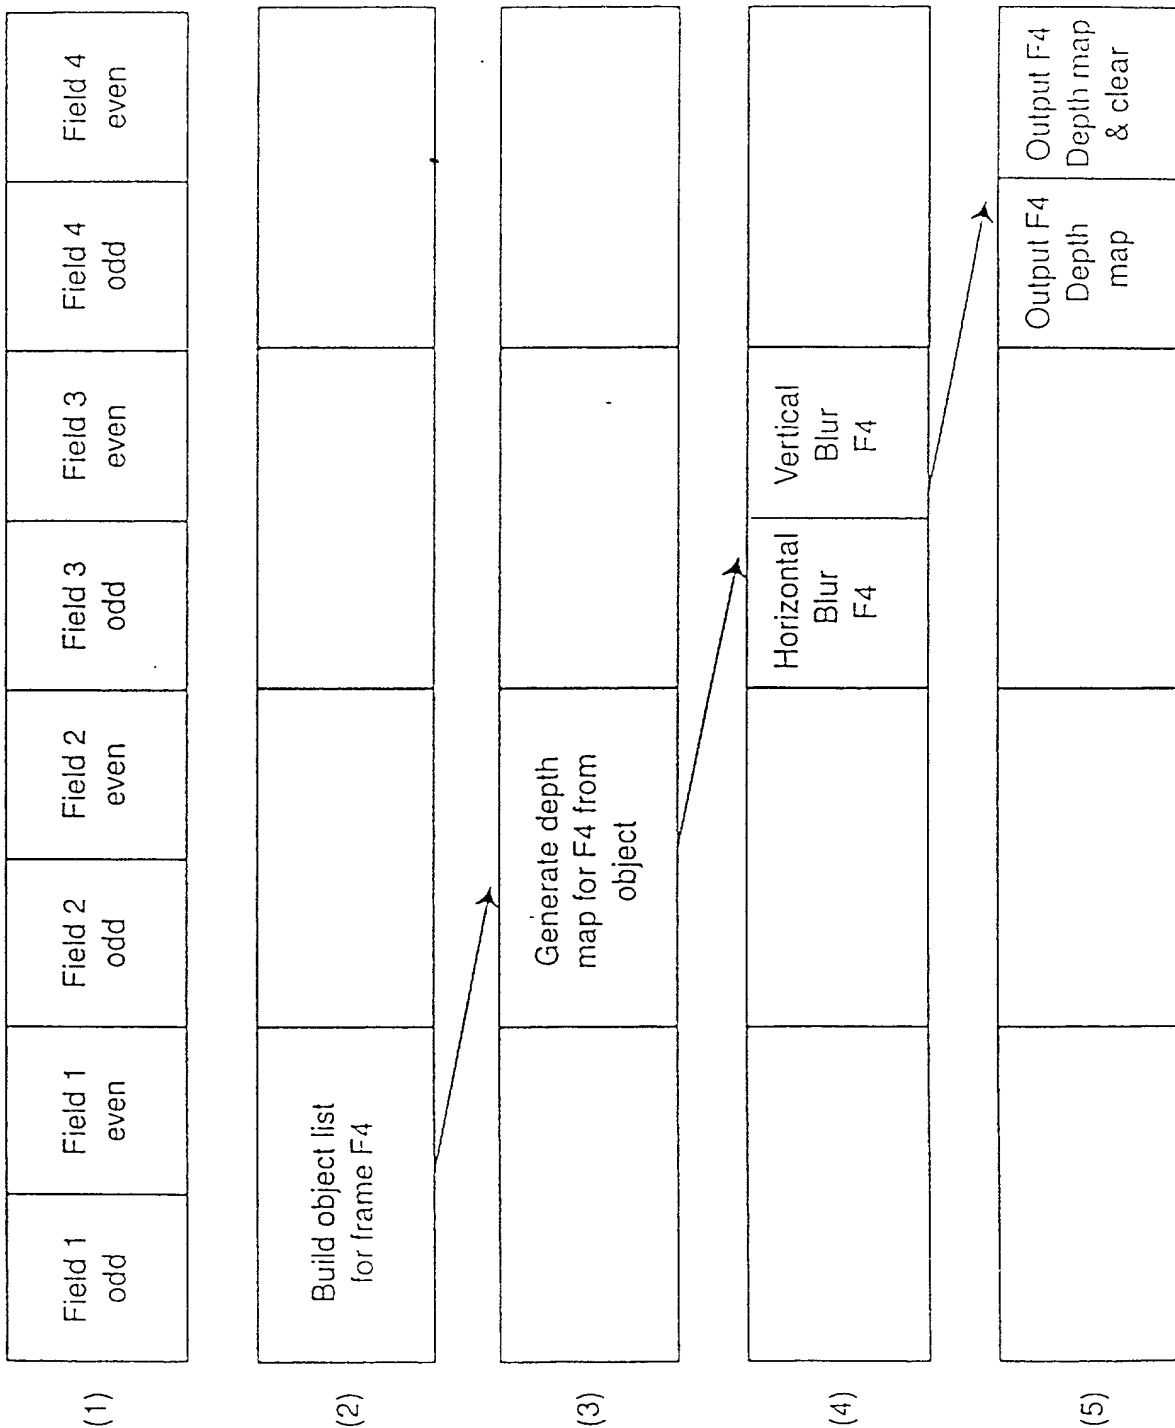 (1)
Field 1
odd
Field 1
even
Field 2
odd
Field 2
even
Field 3
odd
Field 3
even
Field 4
odd
Field 4
even
(2)
Build object list
for frame F4
(3)
Generate depth
map for F4 from
object
(4)
Horizontal
Blur
F4
Vertical
Blur
F4
(5)
Output F4
Depth
map
Output F4
Depth map
& clear